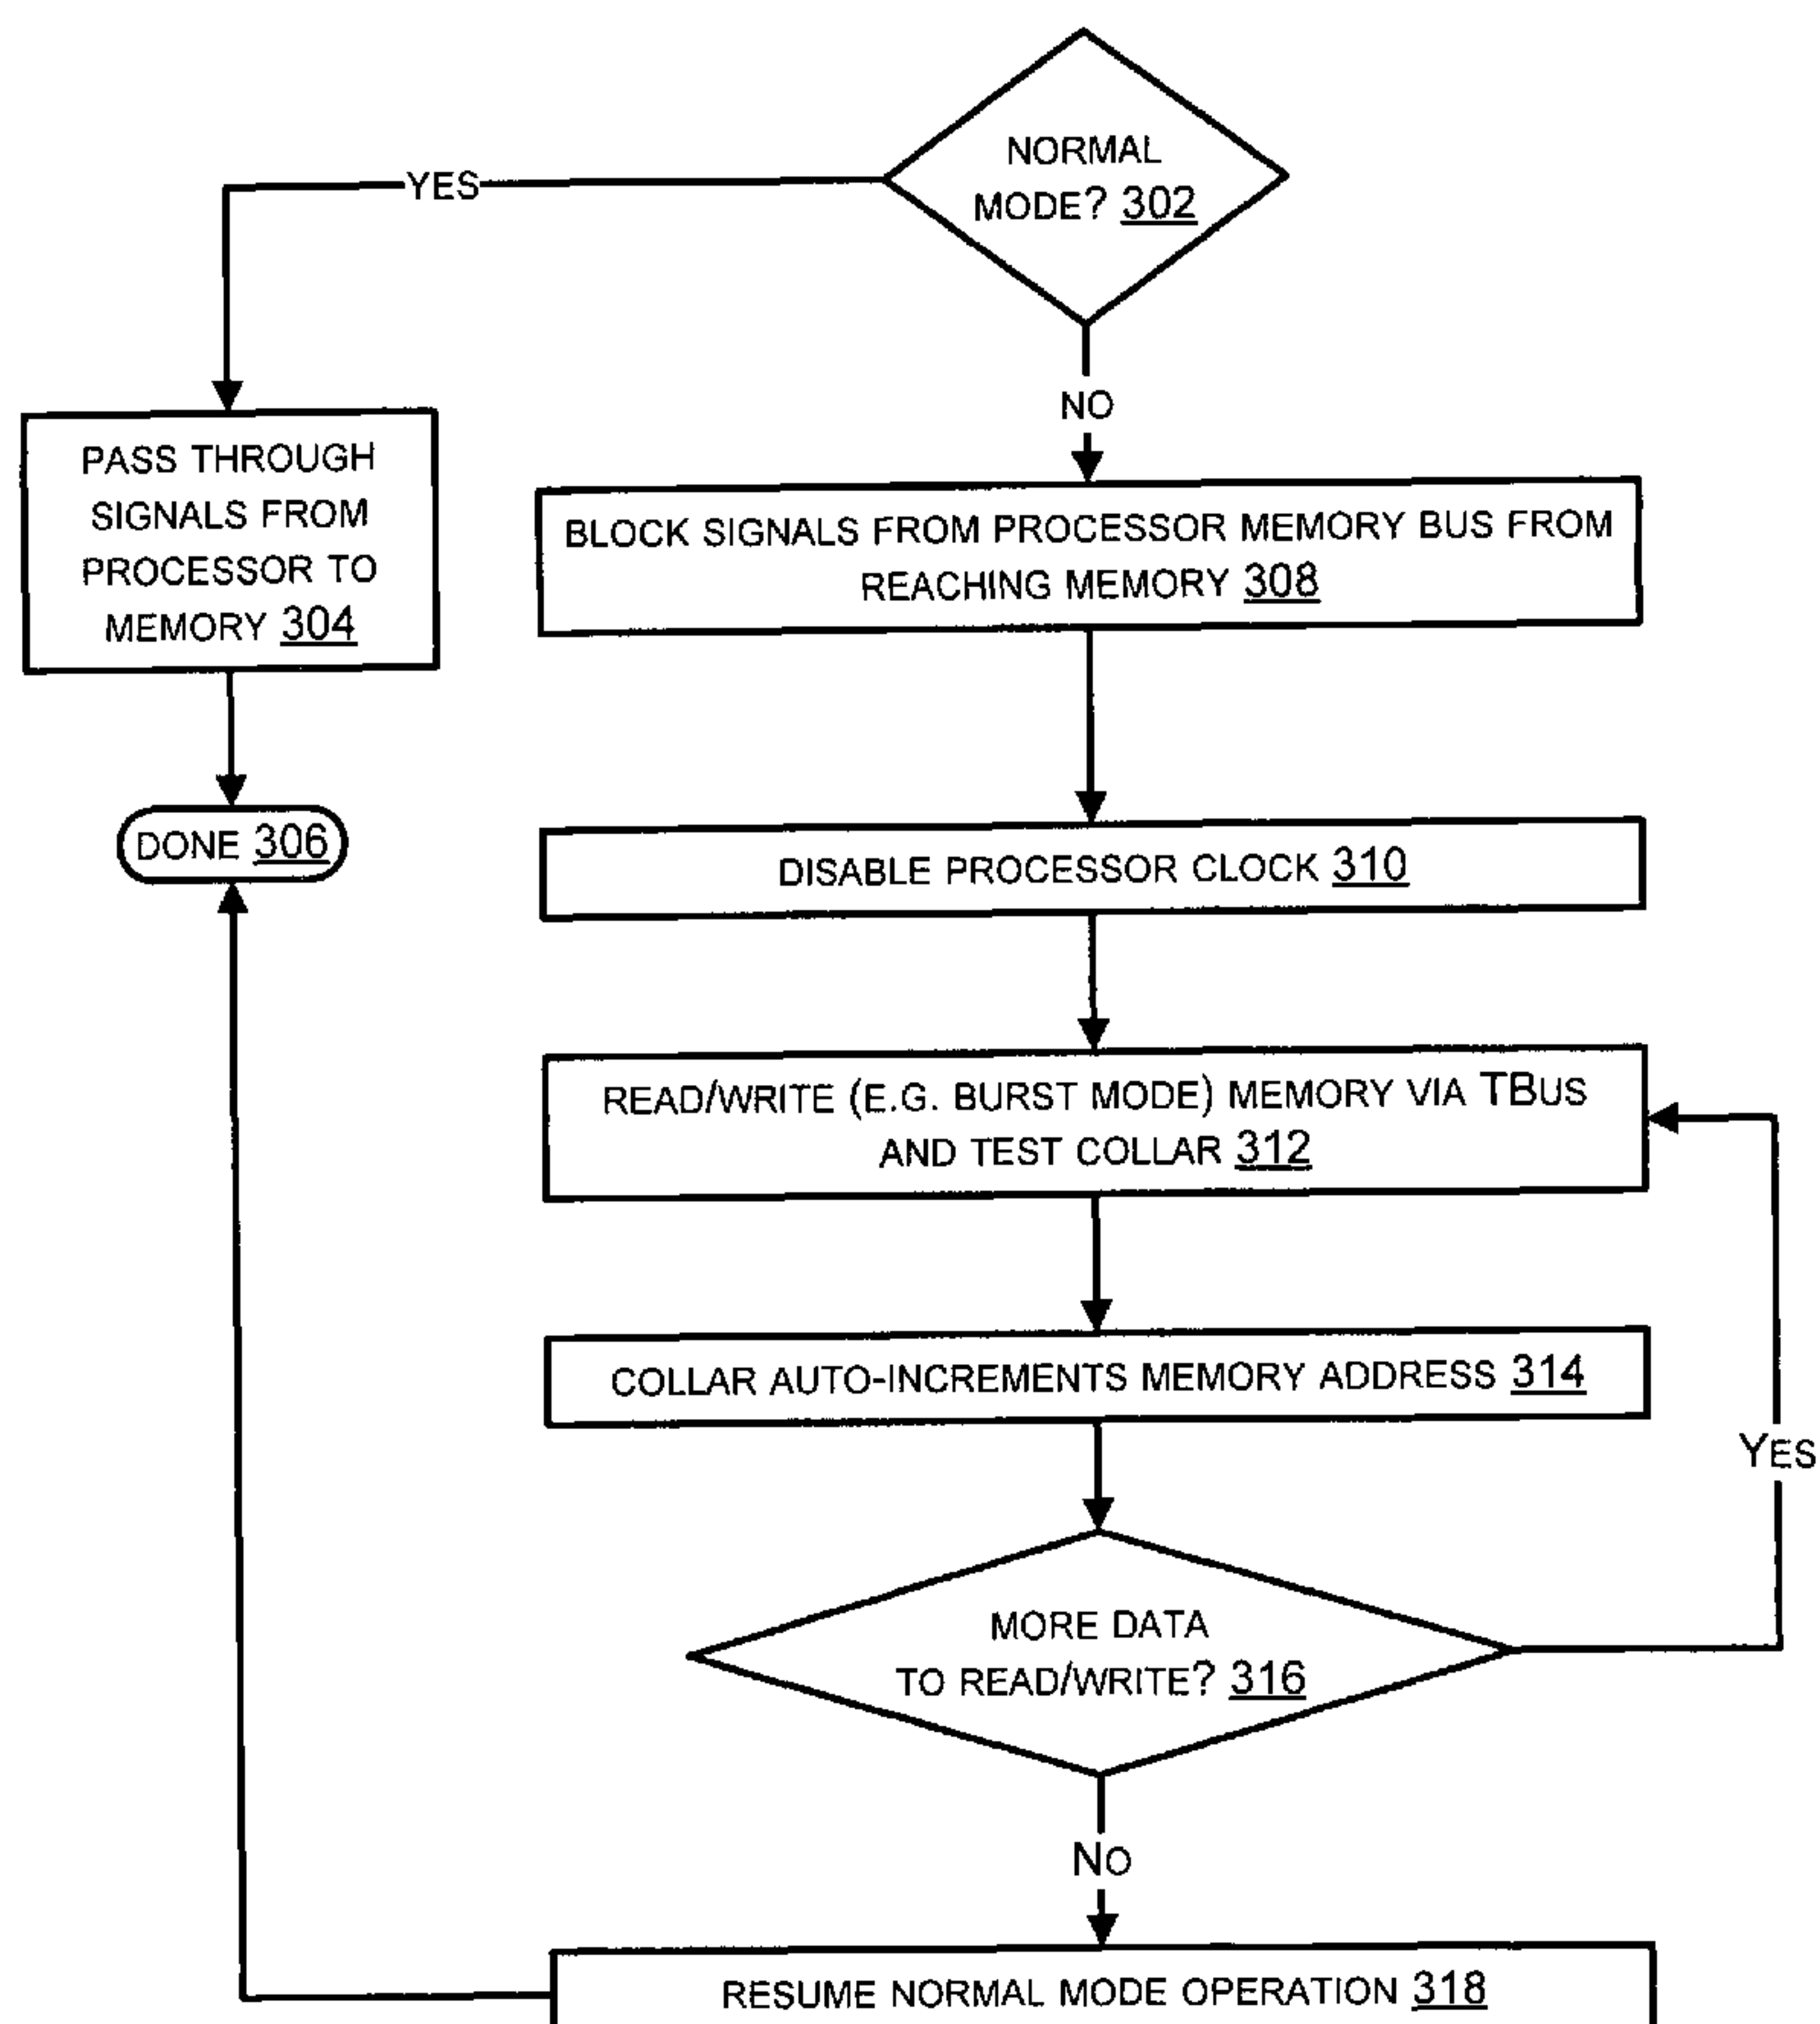 NORMAL
MODE? 302
YES
NO
PASS THROUGH
SIGNALS FROM
PROCESSOR TO
MEMORY 304
BLOCK SIGNALS FROM PROCESSOR MEMORY BUS FROM
REACHING MEMORY 308
DONE 306
DISABLE PROCESSOR CLOCK 310
READ/WRITE (E.G. BURST MODE) MEMORY VIA TBUS
AND TEST COLLAR 312
COLLAR AUTO-INCREMENTS MEMORY ADDRESS 314
YES
MORE DATA
TO READ/WRITE? 316
NO
RESUME NORMAL MODE OPERATION 318